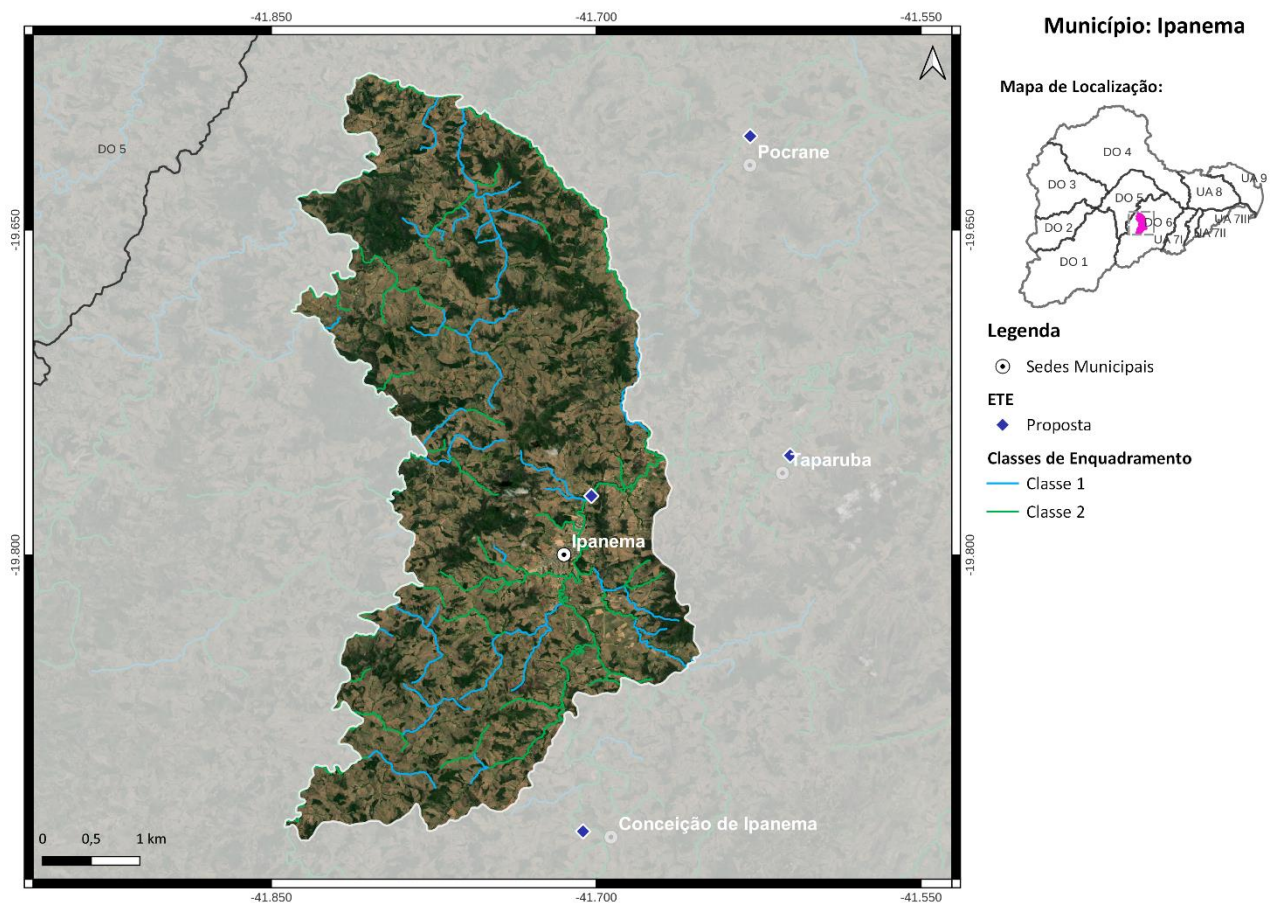 -41.850
-41.700
-41.550
Município: Ipanema
Mapa de Localização:
DO 5
Pocrane
DO 4
DO 3
DO 5
UA 8
UA 9
DO 2
DO 6
UA 7III
UA 7II
UA 7I
DO 1
-19.650
-19.650
Legenda
Sedes Municipais
ETE
Proposta
Taparuba
Classes de Enquadramento
Classe 1
Classe 2
Ipanema
-19.800
-19.800
Conceição de Ipanema
0 0,5 1 km
-41.850
-41.700
-41.550